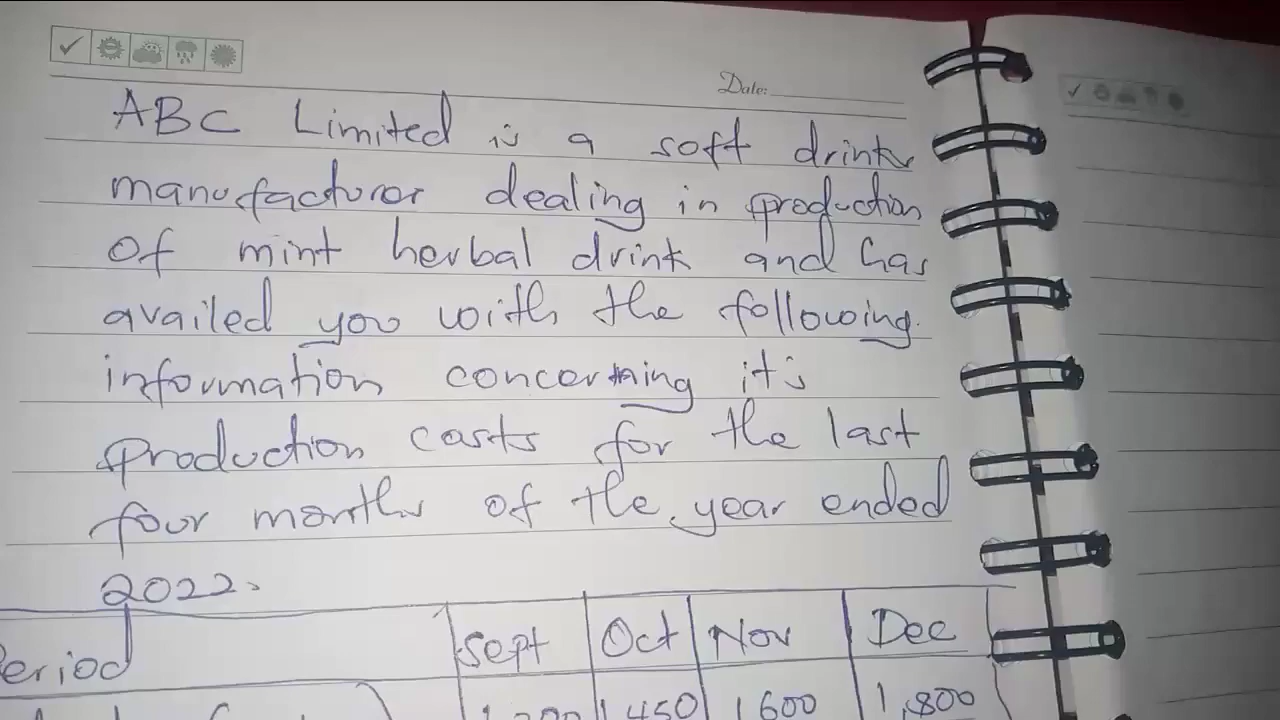 Date:
ABC Limited is a soft drinks
manufacturer dealing in production
of mint herbal drink and has
availed you with the following.
information concerning it's
production costs for the last
four months of the year ended
2022.
Period Sept Oct Nov Dec
1,450 1,600 1,800